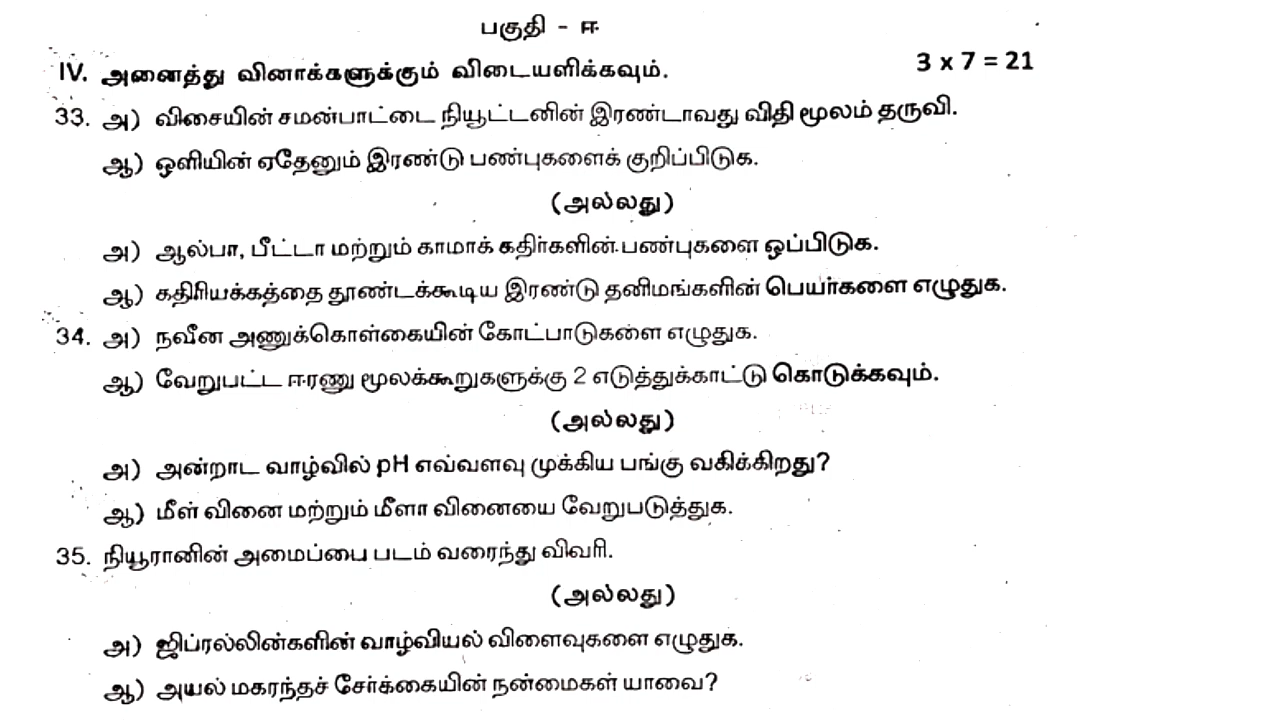 பகுதி - ஈ
IV. அனைத்து வினாக்களுக்கும் விடையளிக்கவும். 3 x 7 = 21
33. அ) விசையின் சமன்பாட்டை நியூட்டனின் இரண்டாவது விதி மூலம் தருவி.
ஆ) ஒளியின் ஏதேனும் இரண்டு பண்புகளைக் குறிப்பிடுக.
(அல்லது)
அ) ஆல்பா, பீட்டா மற்றும் காமாக் கதிர்களின் பண்புகளை ஒப்பிடுக.
ஆ) கதிரியக்கத்தை தூண்டக்கூடிய இரண்டு தனிமங்களின் பெயர்களை எழுதுக.
34. அ) நவீன அணுக்கொள்கையின் கோட்பாடுகளை எழுதுக.
ஆ) வேறுபட்ட ஈரணு மூலக்கூறுகளுக்கு 2 எடுத்துக்காட்டு கொடுக்கவும்.
(அல்லது)
அ) அன்றாட வாழ்வில் pH எவ்வளவு முக்கிய பங்கு வகிக்கிறது?
ஆ) மீள் வினை மற்றும் மீளா வினையை வேறுபடுத்துக.
35. நியூரானின் அமைப்பை படம் வரைந்து விவரி.
(அல்லது)
அ) ஜிப்ரல்லின்களின் வாழ்வியல் விளைவுகளை எழுதுக.
ஆ) அயல் மகரந்தச் சேர்க்கையின் நன்மைகள் யாவை?